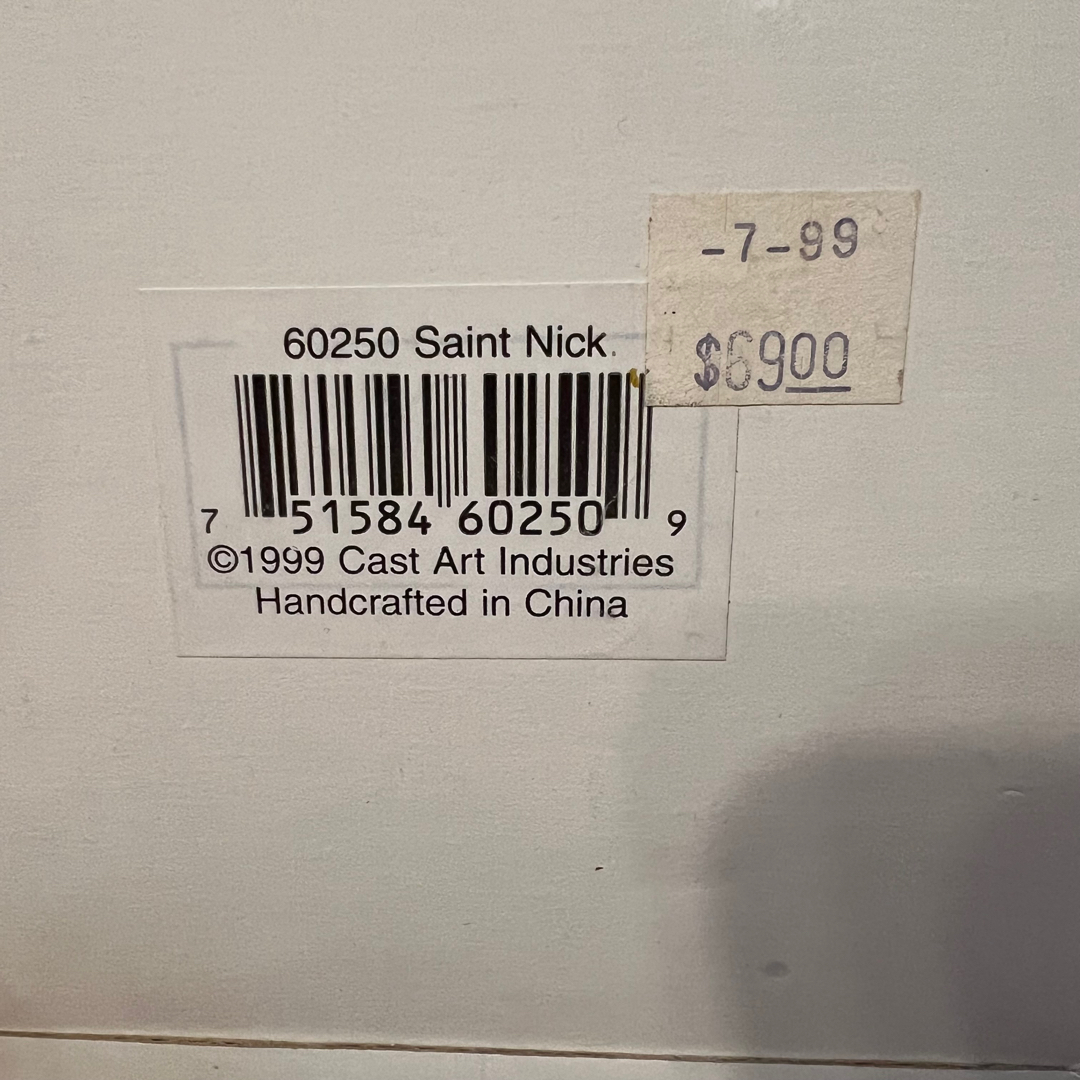 -7-99
$6900
60250 Saint Nick
7 51584 60250 9
©1999 Cast Art Industries
Handcrafted in China